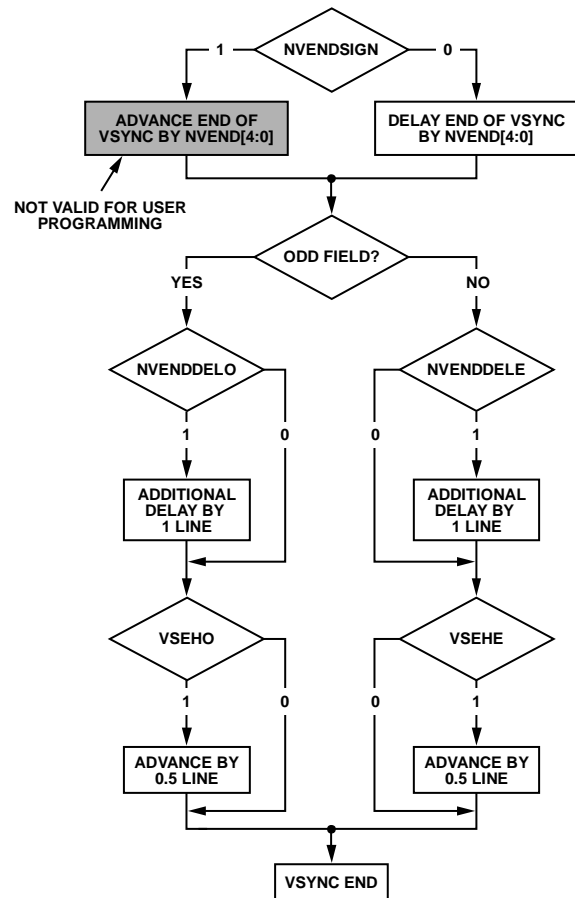 NVENDSIGN
1
0
ADVANCE END OF
VSYNC BY NVEND[4:0]
DELAY END OF VSYNC
BY NVEND[4:0]
NOT VALID FOR USER
PROGRAMMING
ODD FIELD?
YES
NO
NVENDDELO
NVENDDELE
1
0
0
1
ADDITIONAL
DELAY BY
1 LINE
ADDITIONAL
DELAY BY
1 LINE
VSEHO
VSEHE
1
0
0
1
ADVANCE BY
0.5 LINE
ADVANCE BY
0.5 LINE
VSYNC END